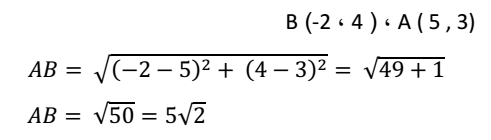 B (-2 ، 4 ) ، A ( 5 , 3)
AB = √(−2 − 5)² + (4 − 3)² = √49 + 1
AB = √50 = 5√2